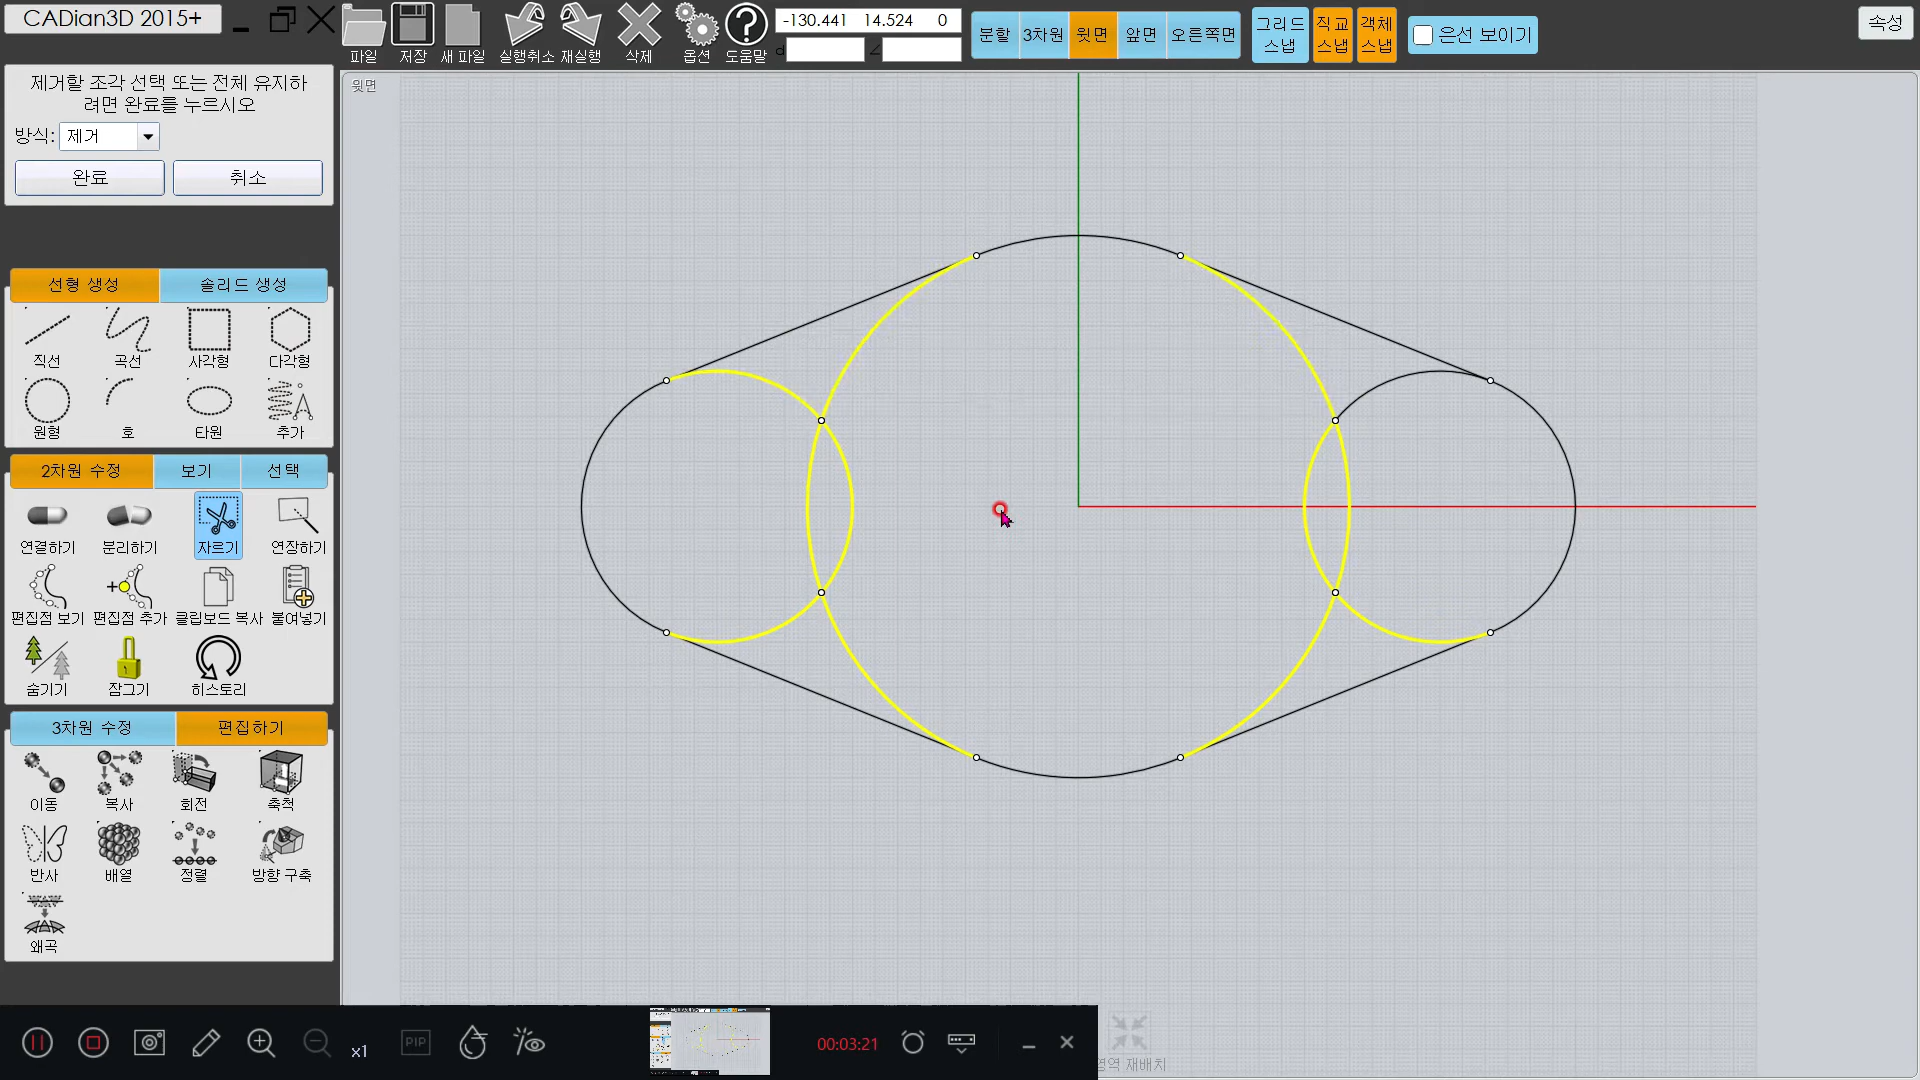 CADian3D 2015+
파일
저장
새 파일
실행취소
재실행
삭제
옵션
도움말
-130.441 14.524 0
d
∠
분할
3차원
윗면
앞면
오른쪽면
그리드
스냅
직교
스냅
객체
스냅
은선 보이기
속성
제거할 조각 선택 또는 전체 유지하
려면 완료를 누르시오
방식: 제거
완료
취소
윗면
선형 생성
솔리드 생성
직선
곡선
사각형
다각형
원형
호
타원
추가
2차원 수정
보기
선택
연결하기
분리하기
자르기
연장하기
편집점 보기
편집점 추가
클립보드 복사
붙여넣기
숨기기
잠그기
히스토리
3차원 수정
편집하기
이동
복사
회전
축척
반사
배열
정렬
방향 구축
왜곡
x1
PIP
00:03:21
영역 재배치